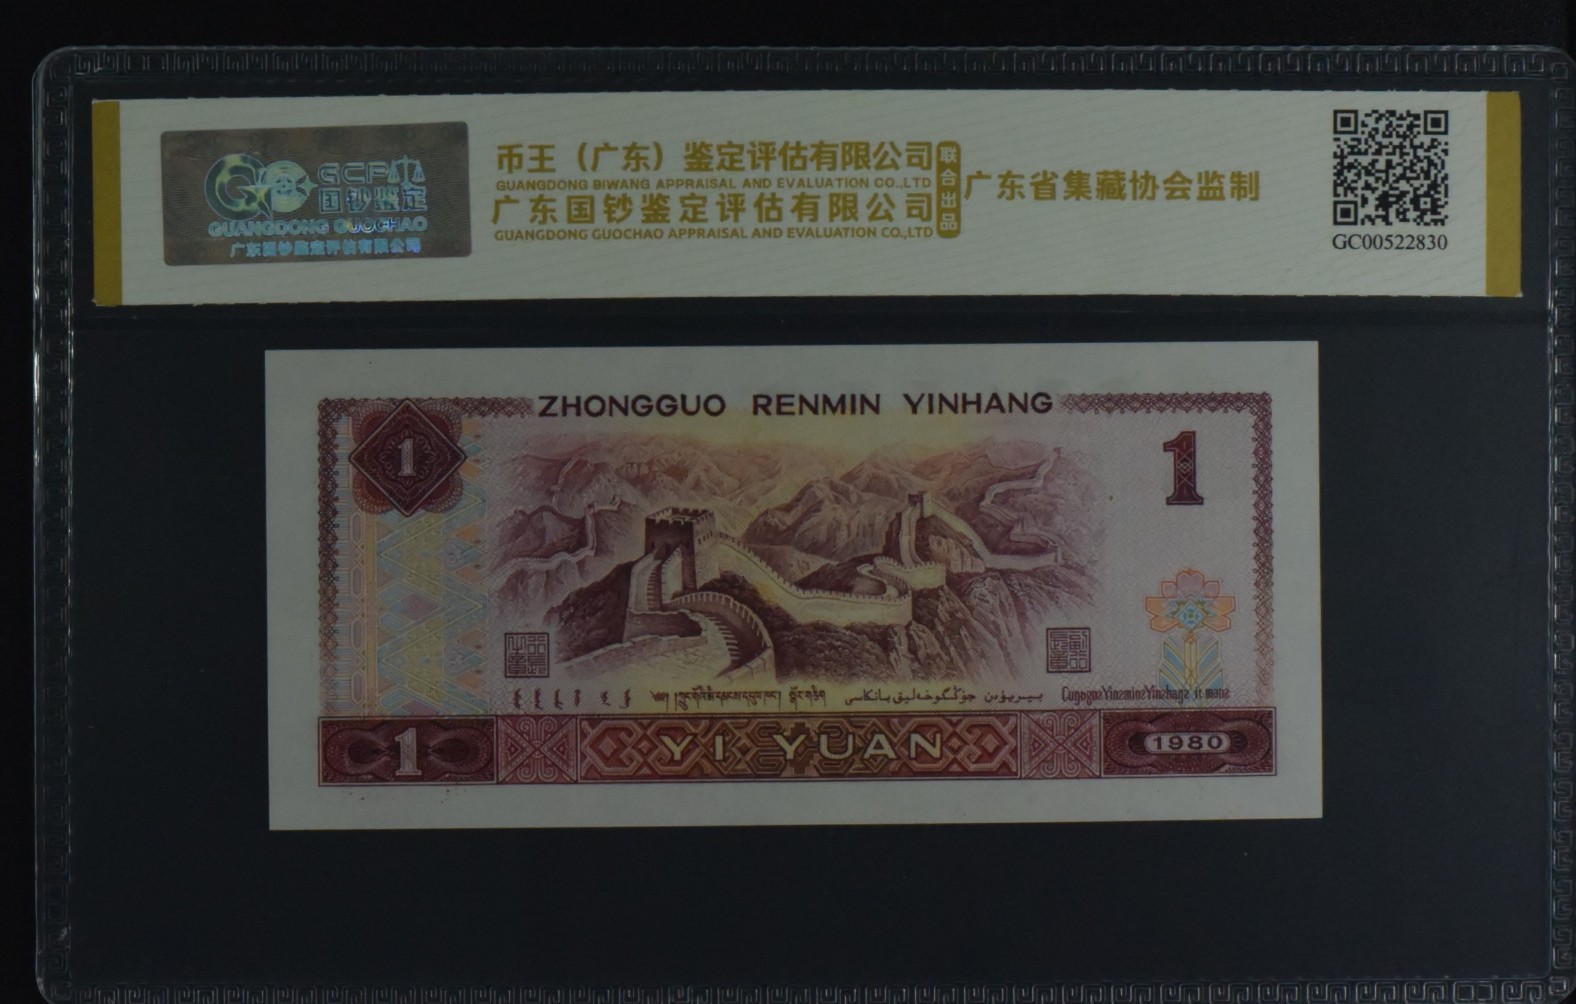 GCP
国钞鉴定
GUANGDONG GUOCHAO
广东国钞鉴定评估有限公司
币王（广东）鉴定评估有限公司
GUANGDONG BIWANG APPRAISAL AND EVALUATION CO.,LTD
广东国钞鉴定评估有限公司
GUANGDONG GUOCHAO APPRAISAL AND EVALUATION CO.,LTD
联合出品
广东省集藏协会监制
GC00522830
ZHONGGUO RENMIN YINHANG
1
1
1
YI YUAN
1980